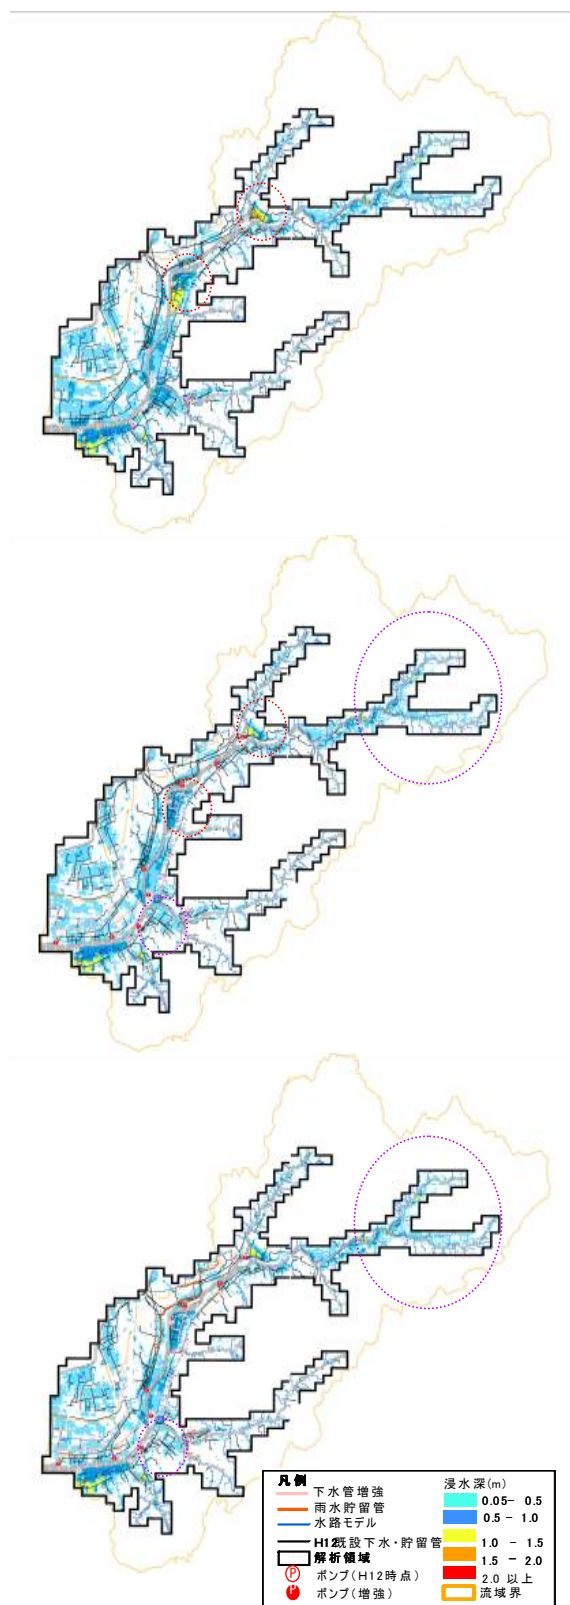 凡例
下水管増強
雨水貯留管
水路モデル
H12既設下水・貯留管
解析領域
P ポンプ(H12時点)
P ポンプ(増強)
浸水深(m)
0.05- 0.5
0.5 - 1.0
1.0 - 1.5
1.5 - 2.0
2.0 以上
流域界